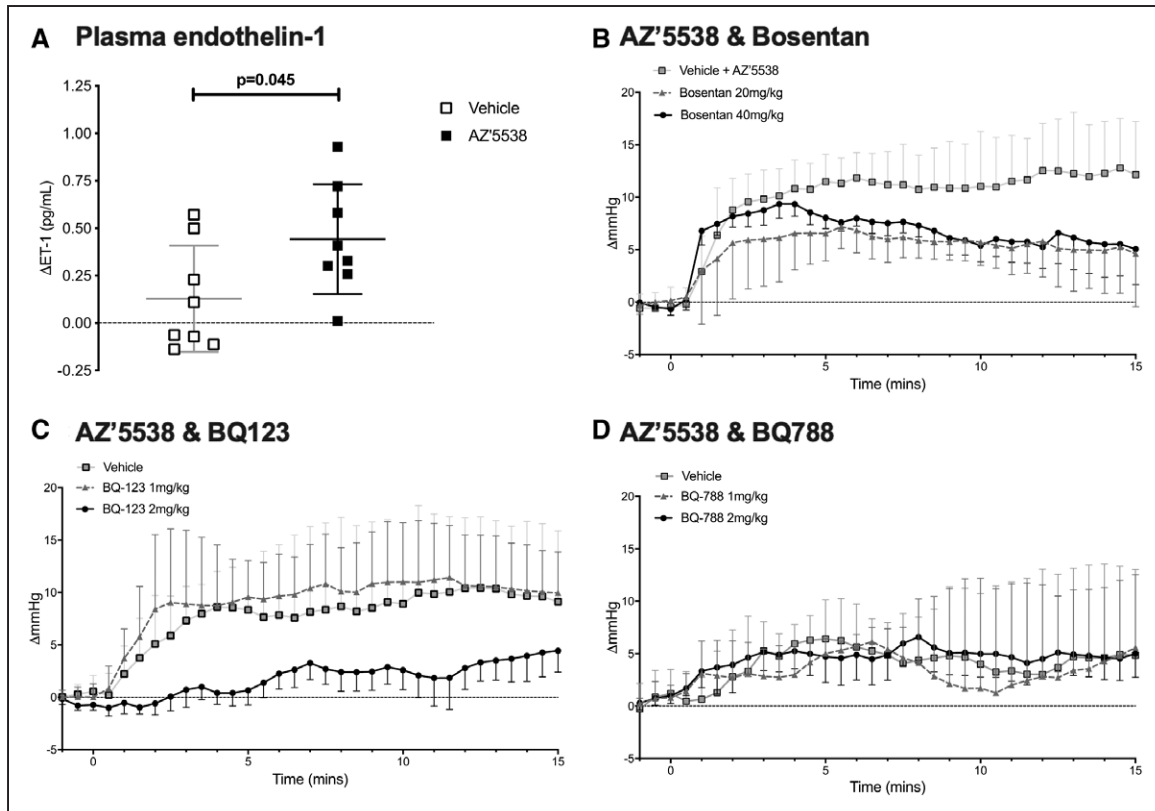 A Plasma endothelin-1
p=0.045
Vehicle
AZ'5538
ΔET-1 (pg/mL)
1.25
1.00
0.75
0.50
0.25
0.00
-0.25
B AZ'5538 & Bosentan
Vehicle + AZ'5538
Bosentan 20mg/kg
Bosentan 40mg/kg
ΔmmHg
20
15
10
5
0
-5
0 5 10 15
Time (mins)
C AZ'5538 & BQ123
Vehicle
BQ-123 1mg/kg
BQ-123 2mg/kg
ΔmmHg
20
15
10
5
0
-5
0 5 10 15
Time (mins)
D AZ'5538 & BQ788
Vehicle
BQ-788 1mg/kg
BQ-788 2mg/kg
ΔmmHg
20
15
10
5
0
-5
0 5 10 15
Time (mins)